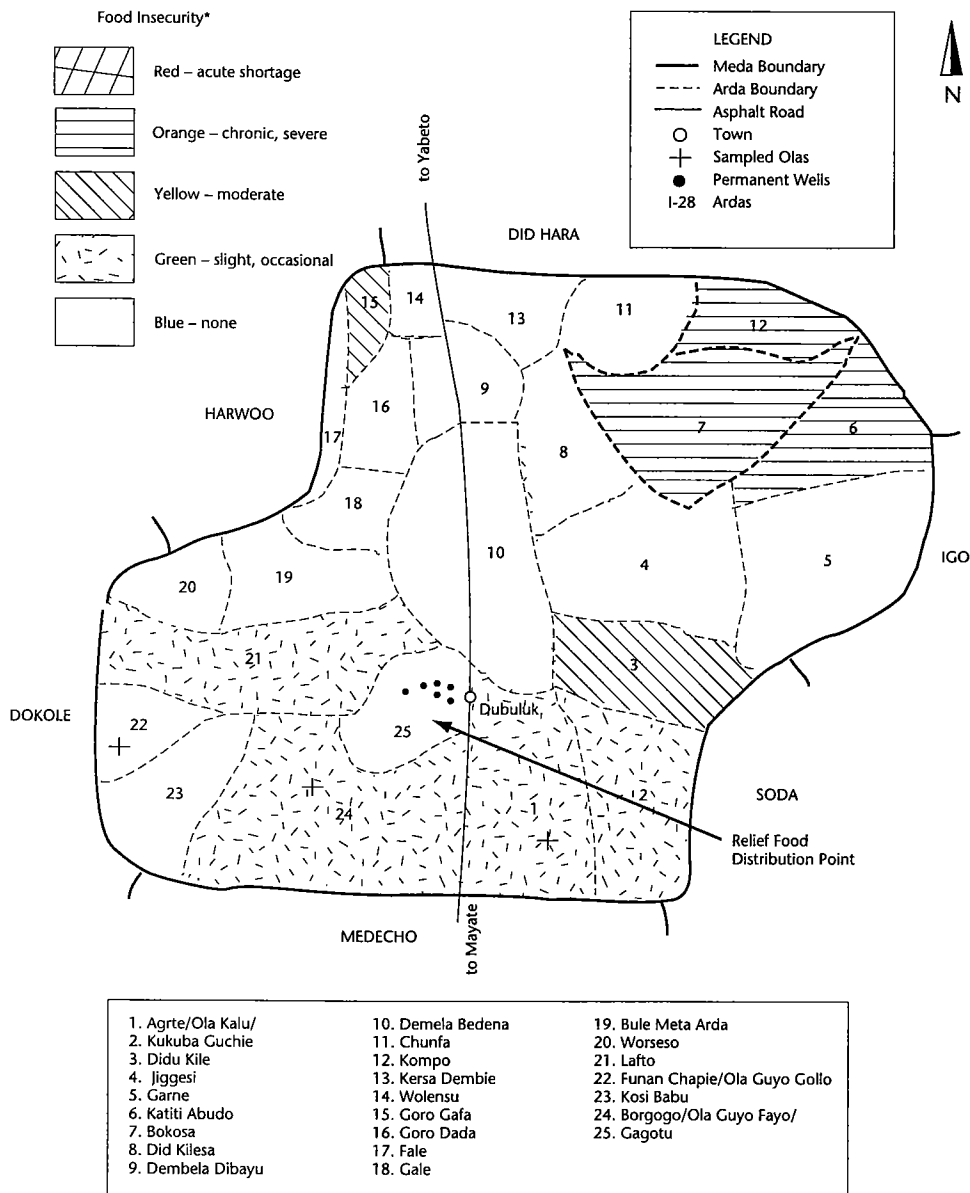 Food Insecurity*
Red – acute shortage
Orange – chronic, severe
Yellow – moderate
Green – slight, occasional
Blue – none
LEGEND
Meda Boundary
Arda Boundary
Asphalt Road
Town
Sampled Olas
Permanent Wells
I-28 Ardas
N
to Yabeto
DID HARA
15
14
13
11
12
9
16
HARWOO
17
7
6
8
18
10
4
5
IGO
20
19
21
3
DOKOLE
22
25
Dubuluk,
23
24
1
2
SODA
Relief Food
Distribution Point
MEDECHO
to Mayate
1. Agrte/Ola Kalu/
2. Kukuba Guchie
3. Didu Kile
4. Jiggesi
5. Garne
6. Katiti Abudo
7. Bokosa
8. Did Kilesa
9. Dembela Dibayu
10. Demela Bedena
11. Chunfa
12. Kompo
13. Kersa Dembie
14. Wolensu
15. Goro Gafa
16. Goro Dada
17. Fale
18. Gale
19. Bule Meta Arda
20. Worseso
21. Lafto
22. Funan Chapie/Ola Guyo Gollo
23. Kosi Babu
24. Borgogo/Ola Guyo Fayo/
25. Gagotu